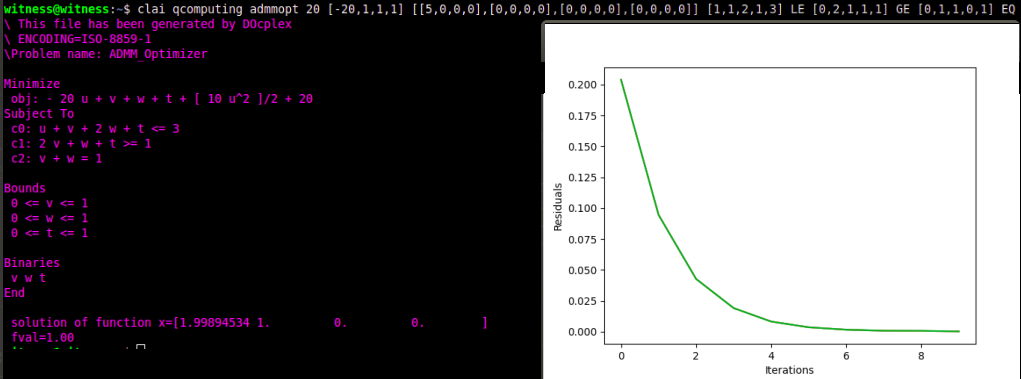 witness@witness:~$ clai qcomputing admmopt 20 [-20,1,1,1] [[5,0,0,0],[0,0,0,0],[0,0,0,0],[0,0,0,0]] [1,1,2,1,3] LE [0,2,1,1,1] GE [0,1,1,0,1] EQ
\ This file has been generated by DOcplex
\ ENCODING=ISO-8859-1
\Problem name: ADMM_Optimizer
Minimize
obj: - 20 u + v + w + t + [ 10 u^2 ]/2 + 20
Subject To
c0: u + v + 2 w + t <= 3
c1: 2 v + w + t >= 1
c2: v + w = 1
Bounds
0 <= v <= 1
0 <= w <= 1
0 <= t <= 1
Binaries
v w t
End
solution of function x=[1.99894534 1. 0. 0. ]
fval=1.00
0.200
0.175
0.150
0.125
0.100
0.075
0.050
0.025
0.000
Residuals
0 2 4 6 8
Iterations